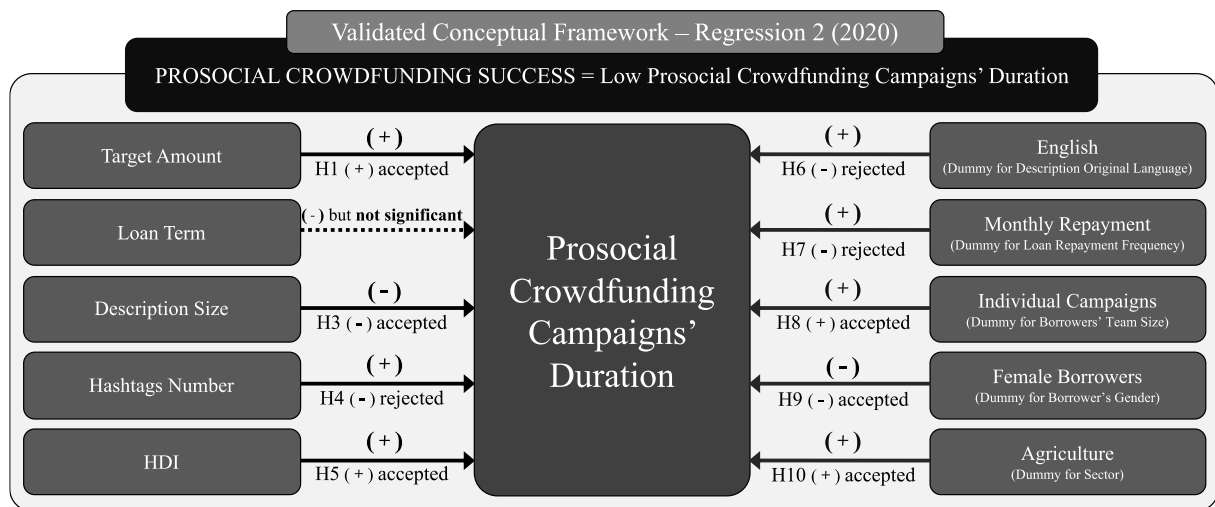 Validated Conceptual Framework – Regression 2 (2020)
PROSOCIAL CROWDFUNDING SUCCESS = Low Prosocial Crowdfunding Campaigns’ Duration
Target Amount
(+)
H1 (+) accepted
Loan Term
(-) but not significant
Description Size
(-)
H3 (-) accepted
Hashtags Number
(+)
H4 (-) rejected
HDI
(+)
H5 (+) accepted
Prosocial
Crowdfunding
Campaigns’
Duration
(+)
H6 (-) rejected
English
(Dummy for Description Original Language)
(+)
H7 (-) rejected
Monthly Repayment
(Dummy for Loan Repayment Frequency)
(+)
H8 (+) accepted
Individual Campaigns
(Dummy for Borrowers’ Team Size)
(-)
H9 (-) accepted
Female Borrowers
(Dummy for Borrower’s Gender)
(+)
H10 (+) accepted
Agriculture
(Dummy for Sector)